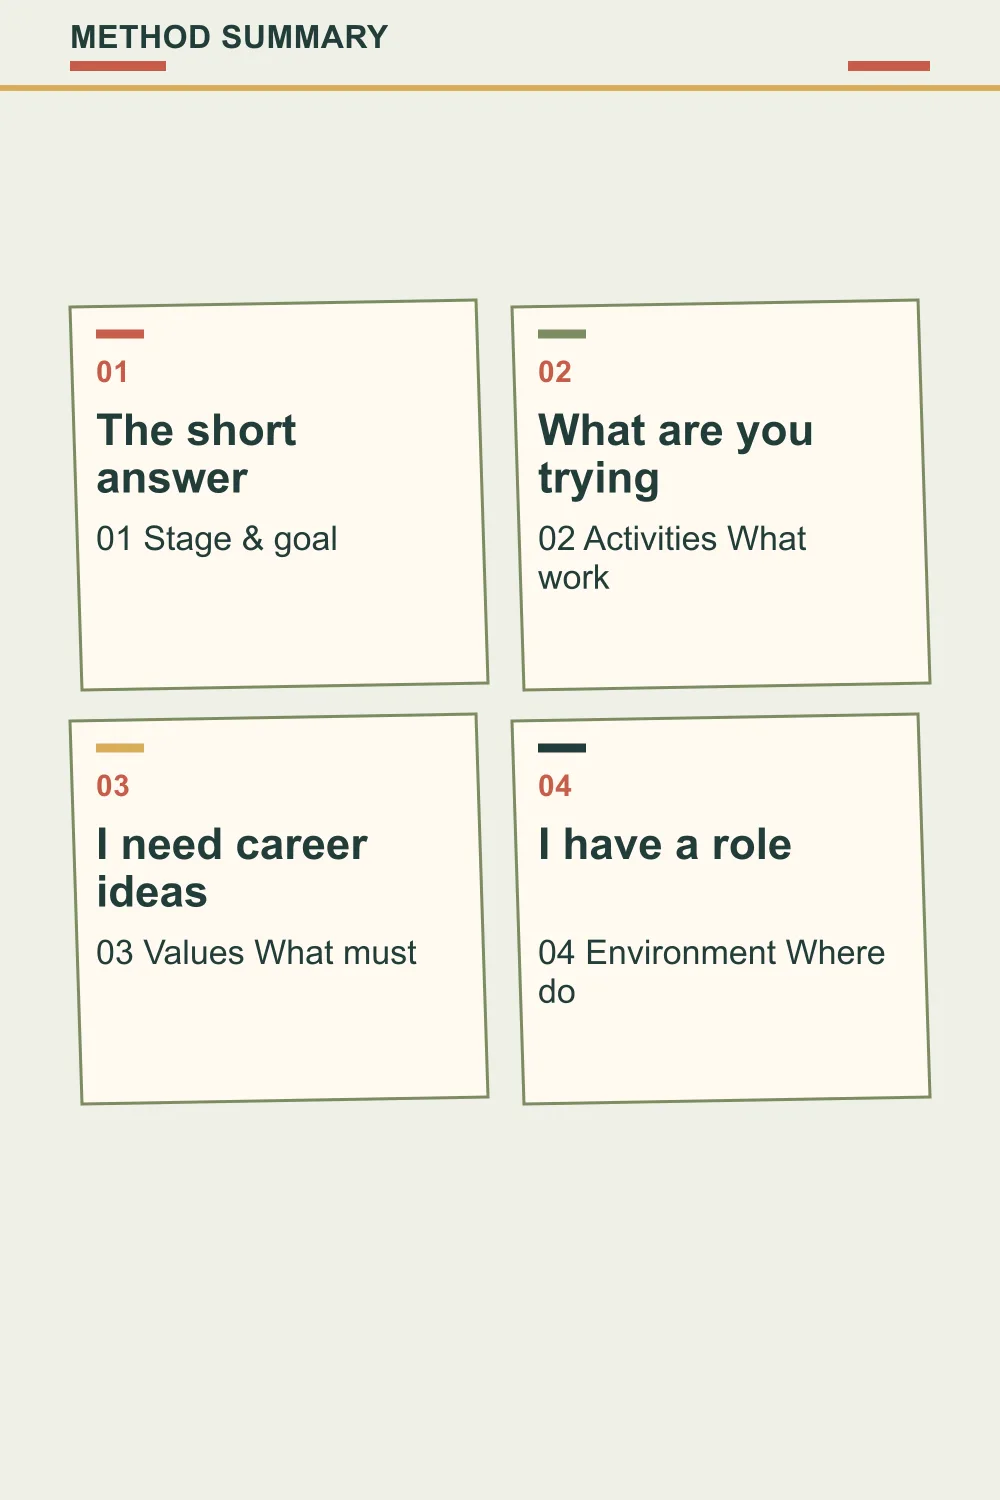 METHOD SUMMARY
01
The short
answer
01 Stage & goal
02
What are you
trying
02 Activities What
work
03
I need career
ideas
03 Values What must
04
I have a role
04 Environment Where
do